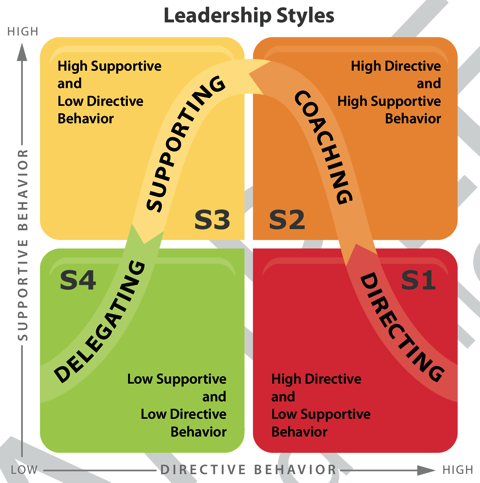 Leadership Styles
HIGH
SUPPORTIVE BEHAVIOR
High Supportive
and
Low Directive
Behavior
SUPPORTING
S3
High Directive
and
High Supportive
Behavior
COACHING
S2
S4
DELEGATING
Low Supportive
and
Low Directive
Behavior
S1
DIRECTING
High Directive
and
Low Supportive
Behavior
LOW
DIRECTIVE BEHAVIOR
HIGH